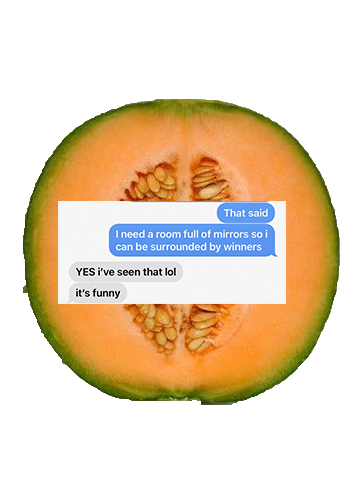 That said
I need a room full of mirrors so i
can be surrounded by winners
YES i’ve seen that lol
it’s funny